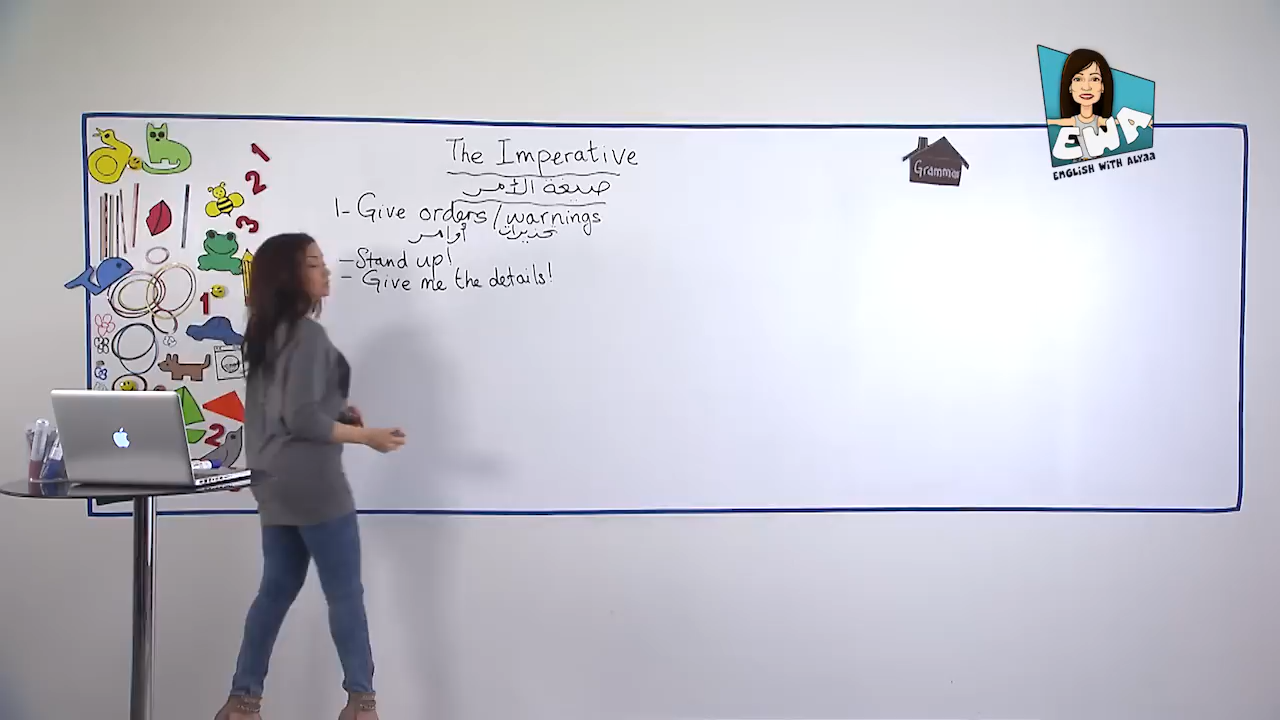 The Imperative
صيغة الأمر
1- Give orders/warnings
أوامر تحذيرات
- Stand up!
- Give me the details!
Grammar
EWA
ENGLISH WITH ALYAA
1
2
3
1
2